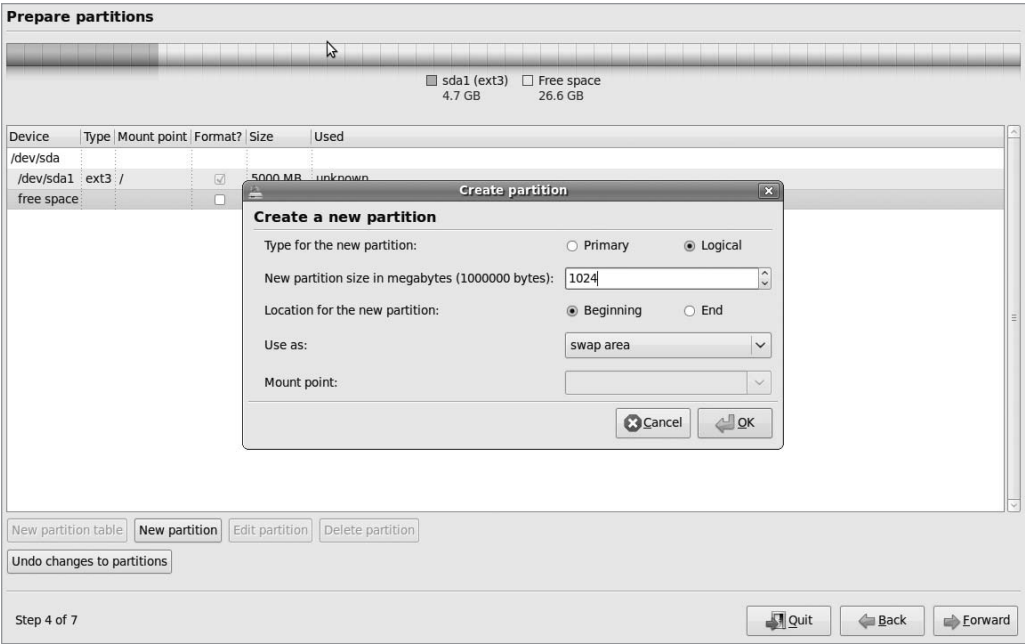 Prepare partitions
sda1 (ext3) Free space
4.7 GB 26.6 GB
Device Type Mount point Format? Size Used
/dev/sda
/dev/sda1 ext3 / 5000 MB unknown
free space
Create partition
Create a new partition
Type for the new partition: Primary Logical
New partition size in megabytes (1000000 bytes): 1024
Location for the new partition: Beginning End
Use as: swap area
Mount point:
Cancel OK
New partition table New partition Edit partition Delete partition
Undo changes to partitions
Step 4 of 7 Quit Back Forward